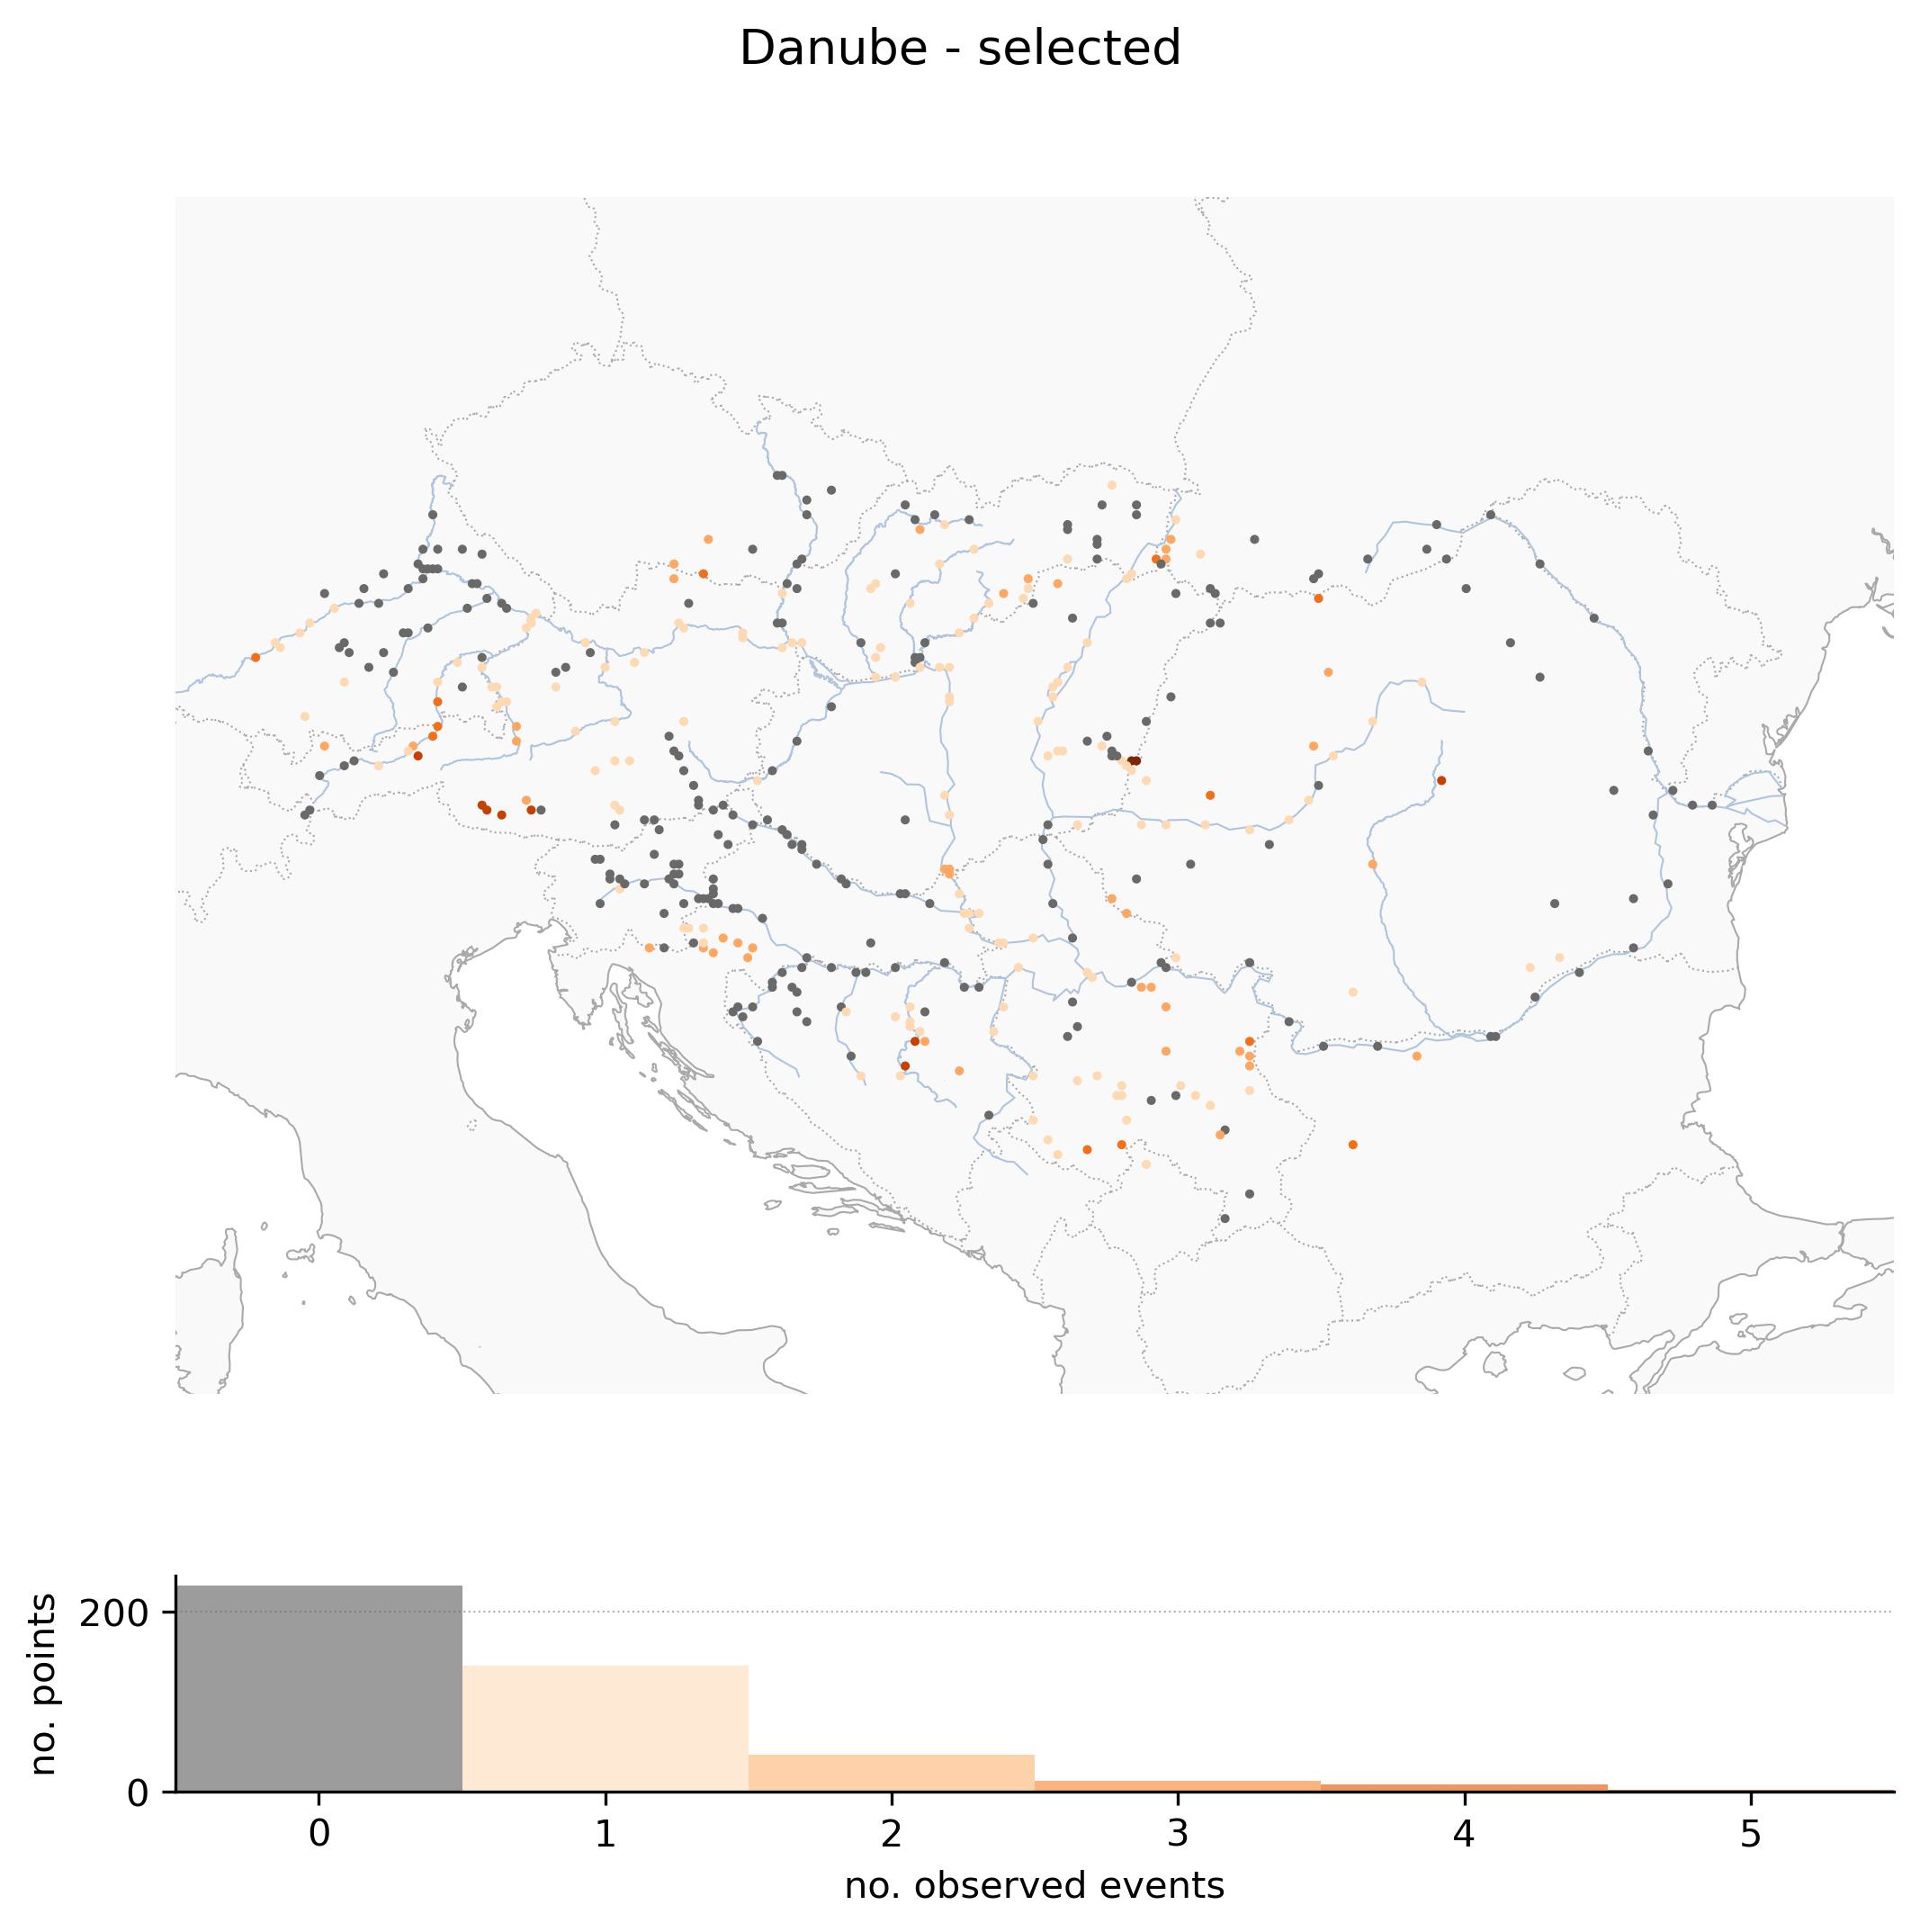 Danube - selected
200
0
no. points
0 1 2 3 4 5
no. observed events